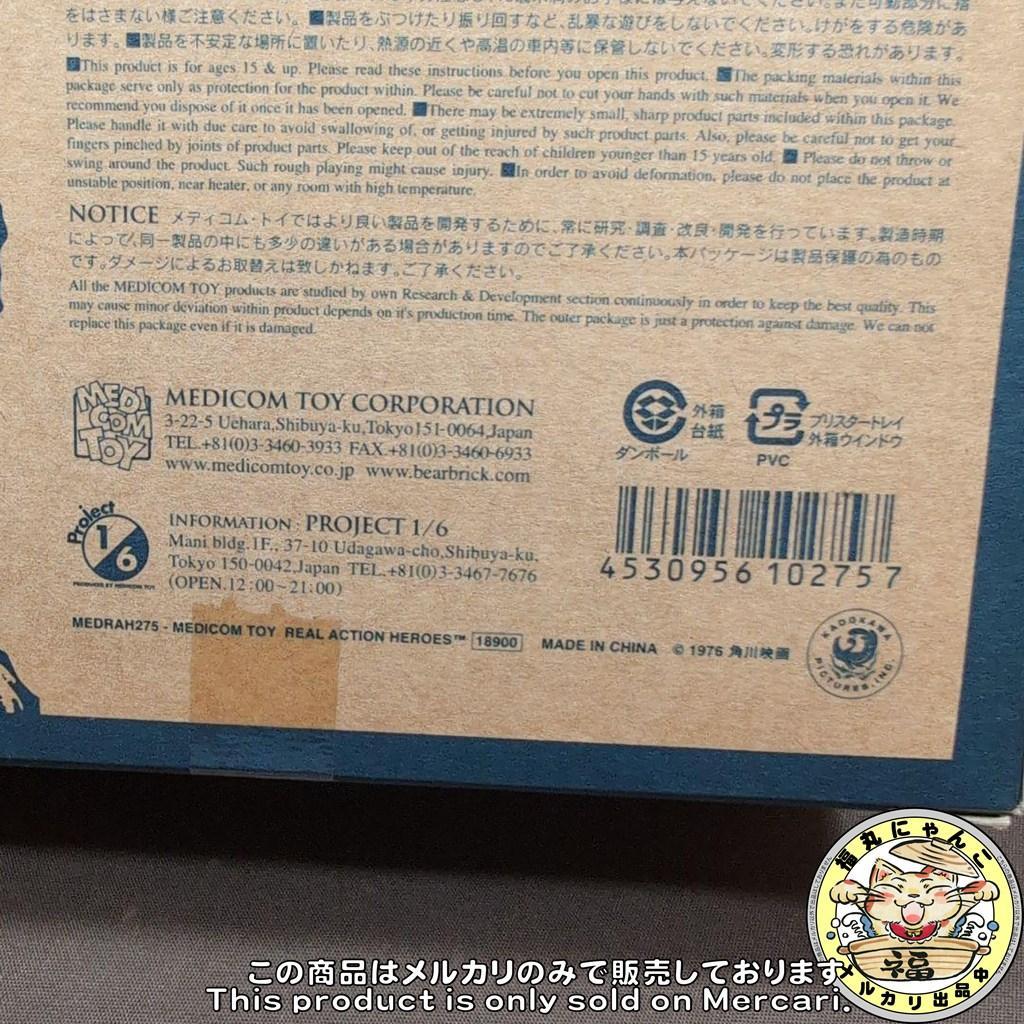 をはさまない様ご注意ください。■製品をぶつけたり振り回すなど、乱暴な遊びをしないでください。けがをする危険があ
ります。■製品を不安定な場所に置いたり、熱源の近くや高温の車内等に保管しないでください。変形する恐れがあります。
■This product is for ages 15 & up. Please read these instructions before you open this product. ■The packing materials within this
package serve only as protection for the product within. Please be careful not to cut your hands with such materials when you open it. We
recommend you dispose of it once it has been opened. ■There may be extremely small, sharp product parts included within this package.
Please handle it with due care to avoid swallowing of, or getting injured by such product parts. Also, please be careful not to get your
fingers pinched by joints of product parts. Please keep out of the reach of children younger than 15 years old. ■ Please do not throw or
swing around the product. Such rough playing might cause injury. ■In order to avoid deformation, please do not place the product at
unstable position, near heater, or any room with high temperature.
NOTICE メディコム・トイではより良い製品を開発するために、常に研究・調査・改良・開発を行っています。製造時期
によって、同一製品の中にも多少の違いがある場合がありますのでご了承ください。本パッケージは製品保護の為のもの
です。ダメージによるお取替えは致しかねます。ご了承ください。
All the MEDICOM TOY products are studied by own Research & Development section continuously in order to keep the best quality. This
may cause minor deviation within product depends on it's production time. The outer package is just a protection against damage. We can not
replace this package even if it is damaged.
MEDI
COM
TOY
MEDICOM TOY CORPORATION
3-22-5 Uehara,Shibuya-ku,Tokyo151-0064,Japan
TEL.+81(0)3-3460-3933 FAX.+81(0)3-3460-6933
www.medicomtoy.co.jp www.bearbrick.com
外箱
台紙
ダンボール
プラ
ブリスタートレイ
外箱ウインドウ
PVC
Project
1/6
PRODUCED BY MEDICOM TOY
INFORMATION : PROJECT 1/6
Mani bldg.1F., 37-10 Udagawa-cho,Shibuya-ku,
Tokyo 150-0042,Japan TEL.+81(0)3-3467-7676
(OPEN.12:00~21:00)
4530956 102757
MEDRAH275 - MEDICOM TOY REAL ACTION HEROES™ 18900 MADE IN CHINA © 1976 角川映画
KADOKAWA
PICTURES, INC.
福丸にゃんこ
福
メルカリ出品中
この商品はメルカリのみで販売しております
This product is only sold on Mercari.